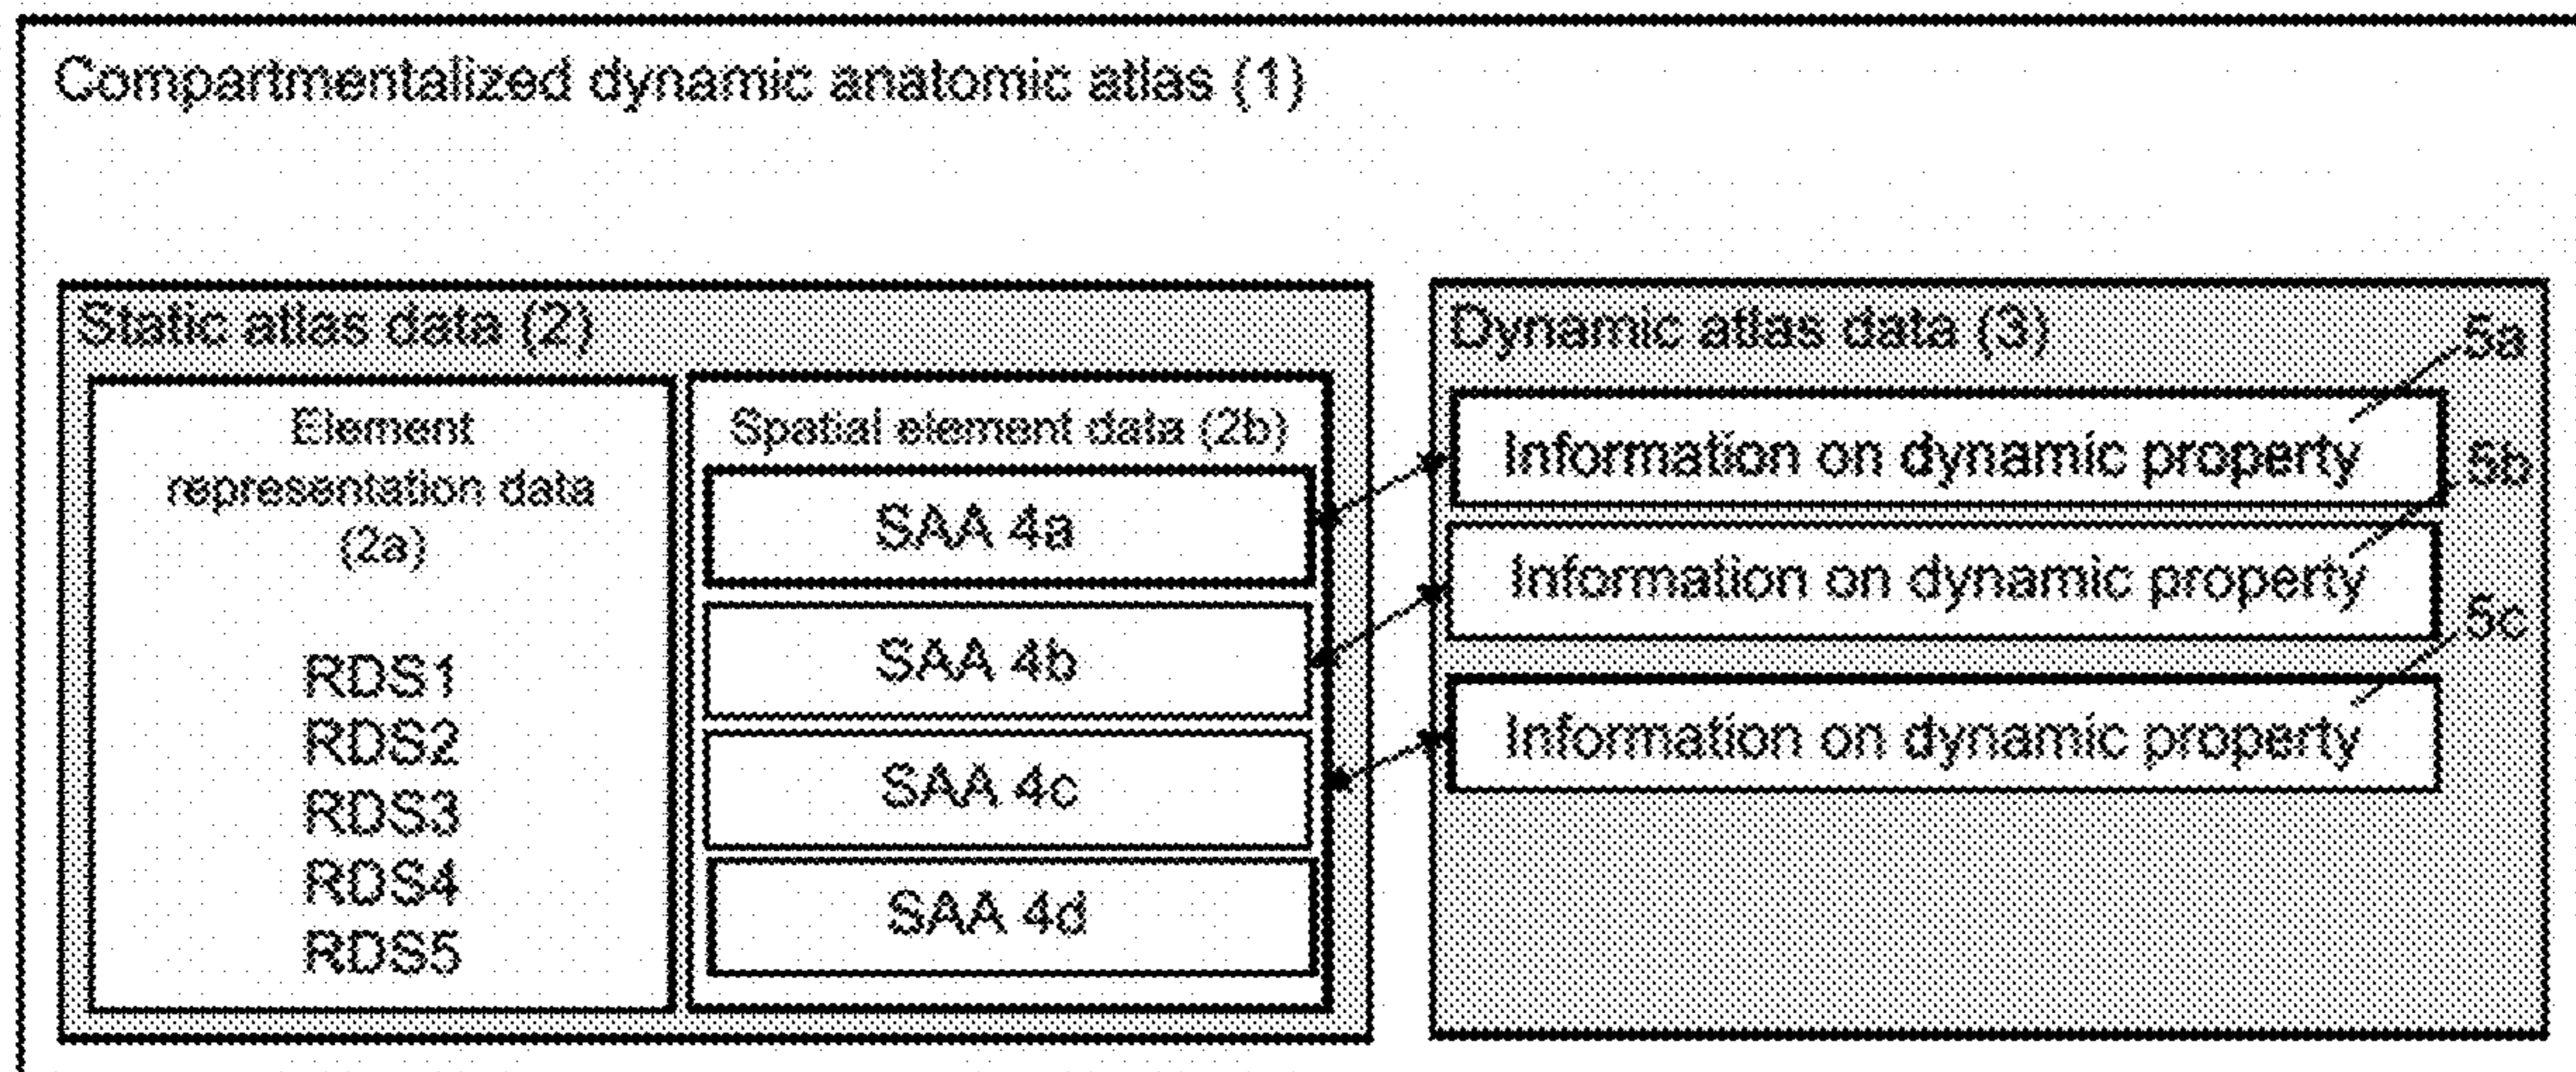 Compartmentalized dynamic anatomic atlas (1)
Static atlas data (2)
Element
representation data
(2a)
RDS1
RDS2
RDS3
RDS4
RDS5
Spatial element data (2b)
SAA 4a
SAA 4b
SAA 4c
SAA 4d
Dynamic atlas data (3)
5a
Information on dynamic property
5b
Information on dynamic property
5c
Information on dynamic property